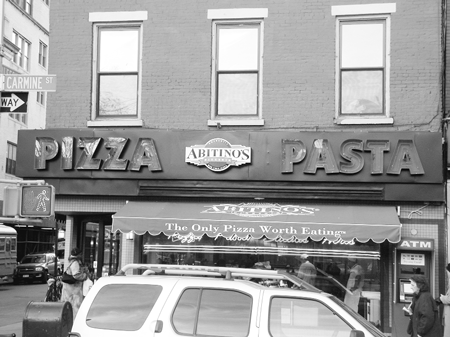 CARMINE ST
WAY
PIZZA ABITINO'S PASTA
ABITINO'S
The Only Pizza Worth Eating
ATM